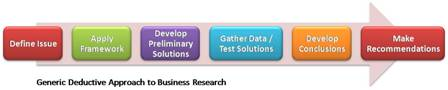 Define Issue
Apply
Framework
Develop
Preliminary
Solutions
Gather Data /
Test Solutions
Develop
Conclusions
Make
Recommendations
Generic Deductive Approach to Business Research